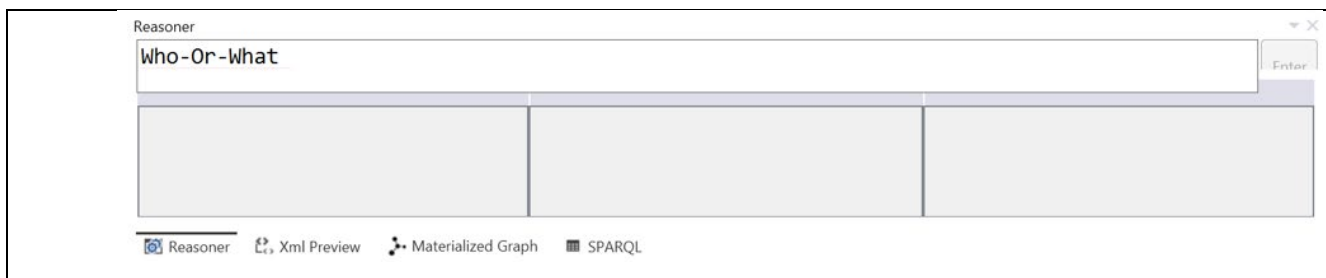 Reasoner
Who-Or-What
Enter
Reasoner Xml Preview Materialized Graph SPARQL